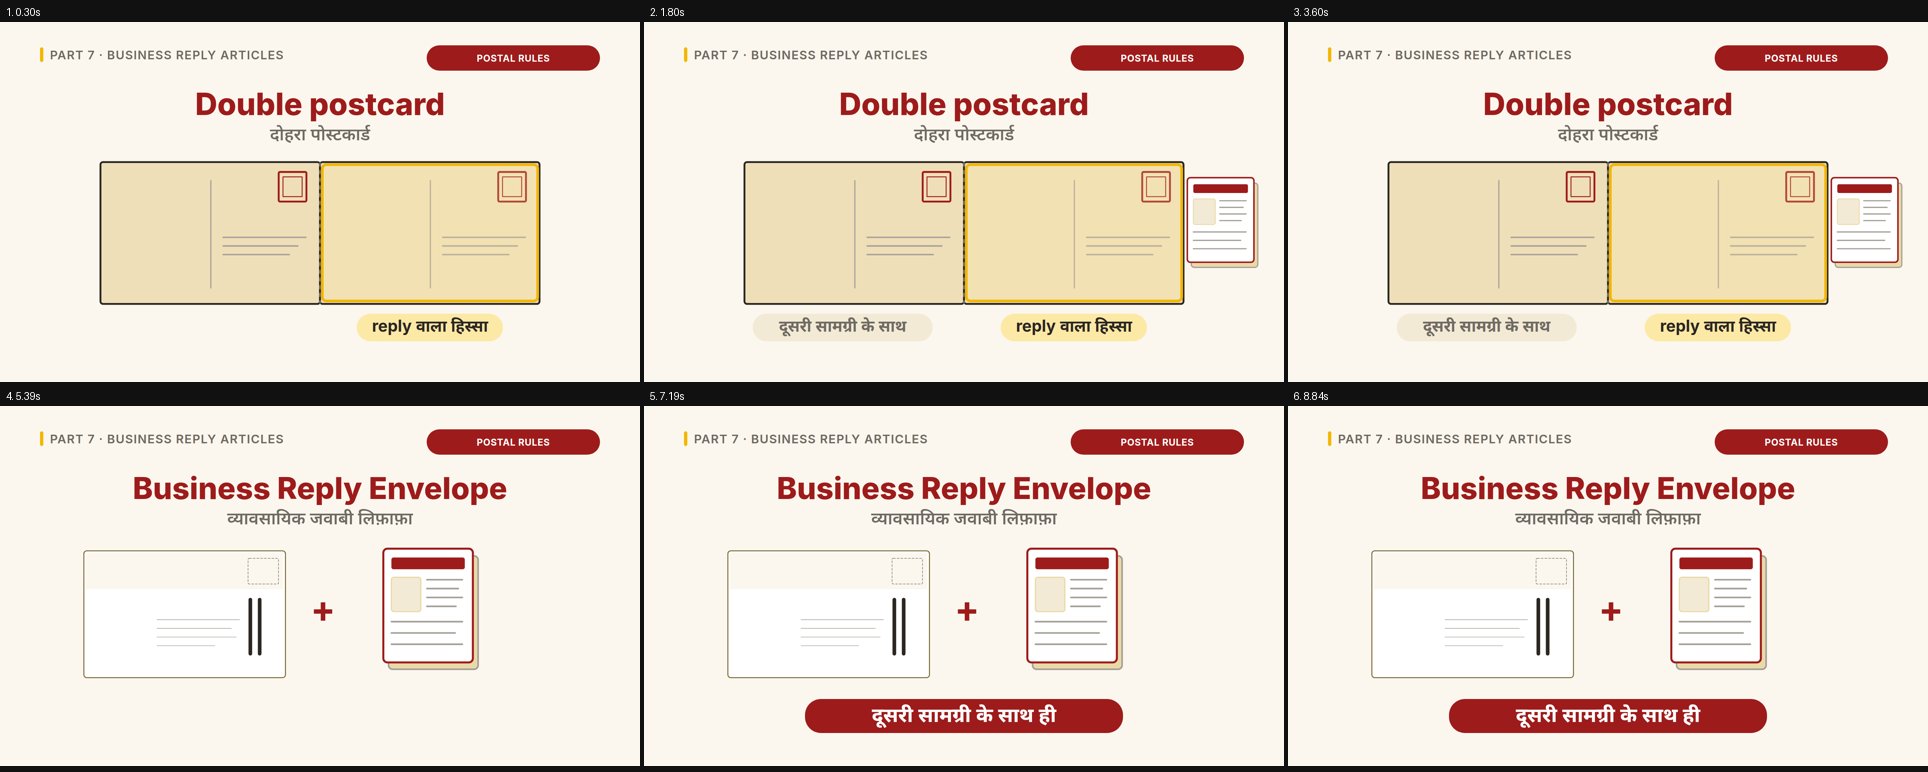 1. 0.30s
PART 7 · BUSINESS REPLY ARTICLES
POSTAL RULES
Double postcard
दोहरा पोस्टकार्ड
reply वाला हिस्सा
2. 1.80s
PART 7 · BUSINESS REPLY ARTICLES
POSTAL RULES
Double postcard
दोहरा पोस्टकार्ड
दूसरी सामग्री के साथ
reply वाला हिस्सा
3. 3.60s
PART 7 · BUSINESS REPLY ARTICLES
POSTAL RULES
Double postcard
दोहरा पोस्टकार्ड
दूसरी सामग्री के साथ
reply वाला हिस्सा
4. 5.39s
PART 7 · BUSINESS REPLY ARTICLES
POSTAL RULES
Business Reply Envelope
व्यावसायिक जवाबी लिफ़ाफ़ा
+
5. 7.19s
PART 7 · BUSINESS REPLY ARTICLES
POSTAL RULES
Business Reply Envelope
व्यावसायिक जवाबी लिफ़ाफ़ा
+
दूसरी सामग्री के साथ ही
6. 8.84s
PART 7 · BUSINESS REPLY ARTICLES
POSTAL RULES
Business Reply Envelope
व्यावसायिक जवाबी लिफ़ाफ़ा
+
दूसरी सामग्री के साथ ही